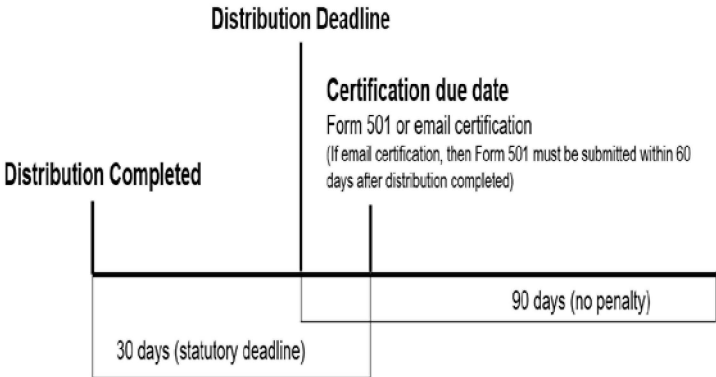 Distribution Deadline
Certification due date
Form 501 or email certification
(If email certification, then Form 501 must be submitted within 60
days after distribution completed)
Distribution Completed
90 days (no penalty)
30 days (statutory deadline)